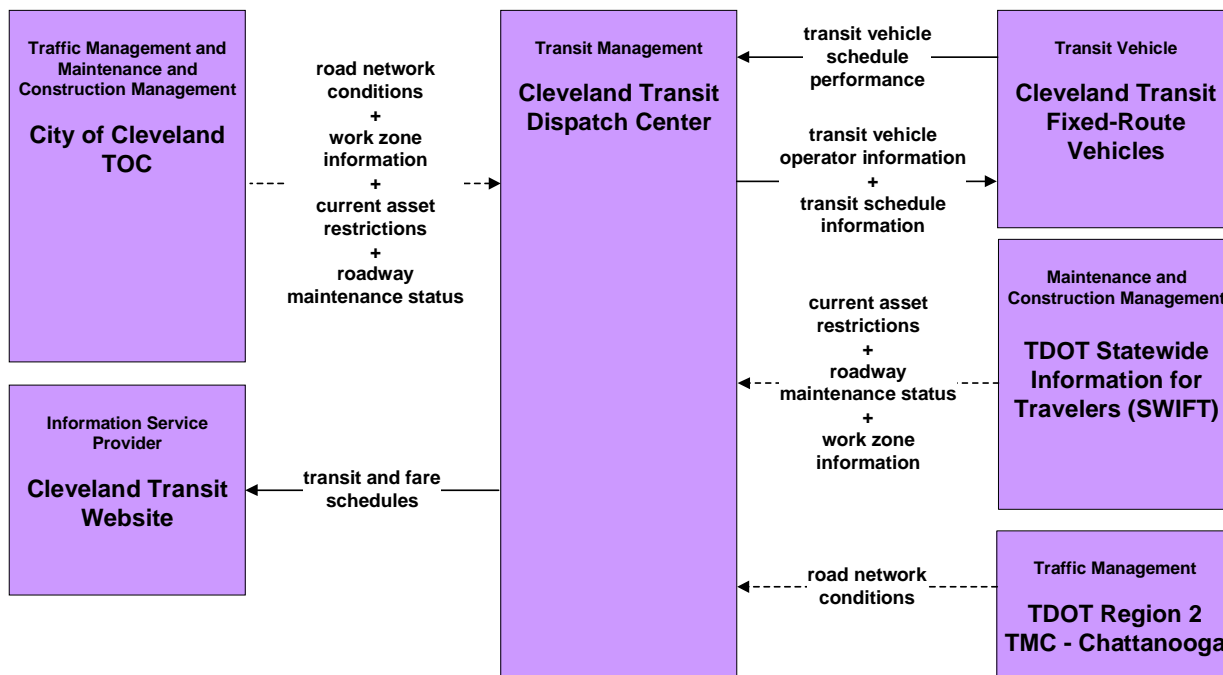 Traffic Management and
Maintenance and
Construction Management
City of Cleveland
TOC
road network
conditions
+
work zone
information
+
current asset
restrictions
+
roadway
maintenance status
Transit Management
Cleveland Transit
Dispatch Center
transit vehicle
schedule
performance
transit vehicle
operator information
+
transit schedule
information
Transit Vehicle
Cleveland Transit
Fixed-Route
Vehicles
current asset
restrictions
+
roadway
maintenance status
+
work zone
information
Maintenance and
Construction Management
TDOT Statewide
Information for
Travelers (SWIFT)
Information Service
Provider
Cleveland Transit
Website
transit and fare
schedules
road network
conditions
Traffic Management
TDOT Region 2
TMC - Chattanooga